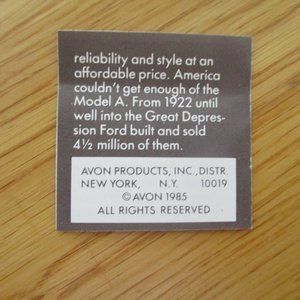 reliability and style at an
affordable price. America
couldn't get enough of the
Model A. From 1922 until
well into the Great Depres-
sion Ford built and sold
4½ million of them.
AVON PRODUCTS, INC., DISTR.
NEW YORK, N.Y. 10019
© AVON 1985
ALL RIGHTS RESERVED